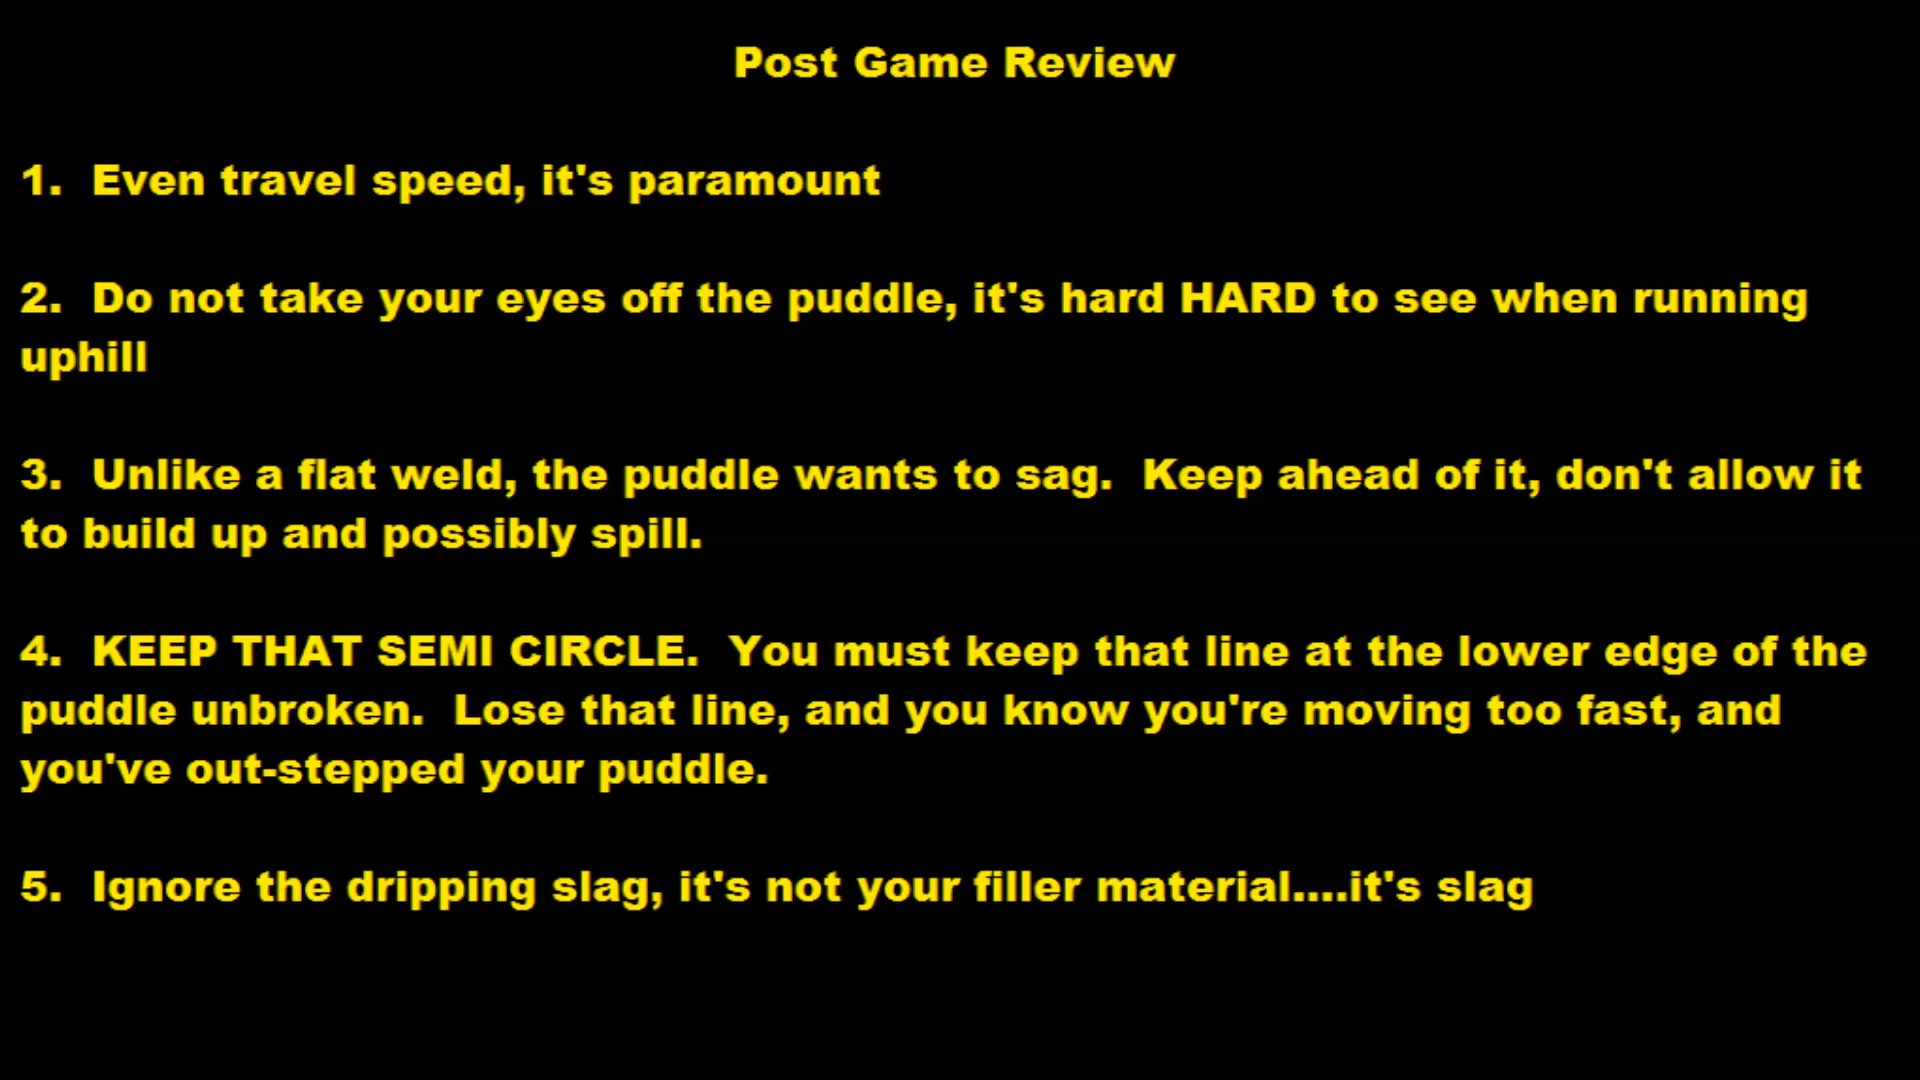 Post Game Review
1.  Even travel speed, it's paramount
2.  Do not take your eyes off the puddle, it's hard HARD to see when running
uphill
3.  Unlike a flat weld, the puddle wants to sag.  Keep ahead of it, don't allow it
to build up and possibly spill.
4.  KEEP THAT SEMI CIRCLE.  You must keep that line at the lower edge of the
puddle unbroken.  Lose that line, and you know you're moving too fast, and
you've out-stepped your puddle.
5.  Ignore the dripping slag, it's not your filler material....it's slag